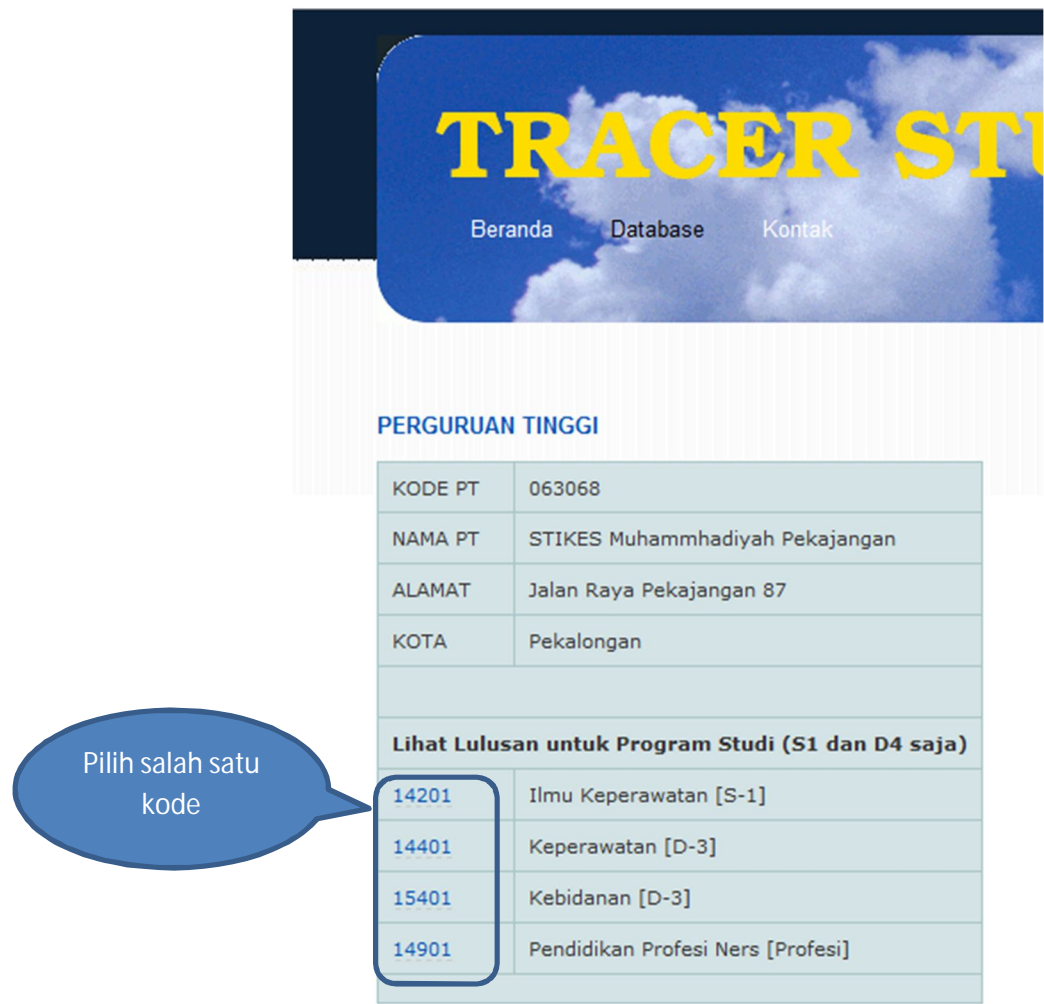 TRACER ST
Beranda Database Kontak
PERGURUAN TINGGI
KODE PT 063068
NAMA PT STIKES Muhammhadiyah Pekajangan
ALAMAT Jalan Raya Pekajangan 87
KOTA Pekalongan
Lihat Lulusan untuk Program Studi (S1 dan D4 saja)
Pilih salah satu
kode
14201 Ilmu Keperawatan [S-1]
14401 Keperawatan [D-3]
15401 Kebidanan [D-3]
14901 Pendidikan Profesi Ners [Profesi]